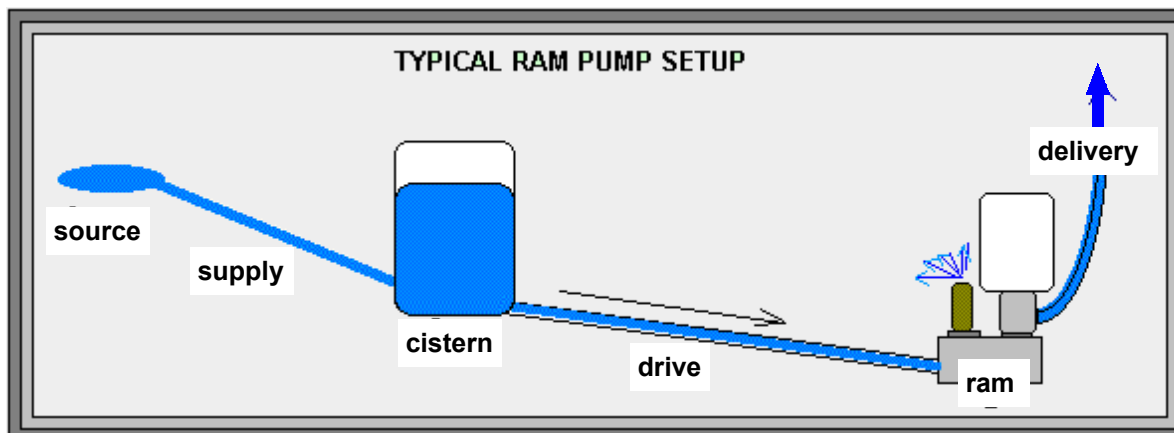 TYPICAL RAM PUMP SETUP
delivery
source
supply
cistern
drive
ram